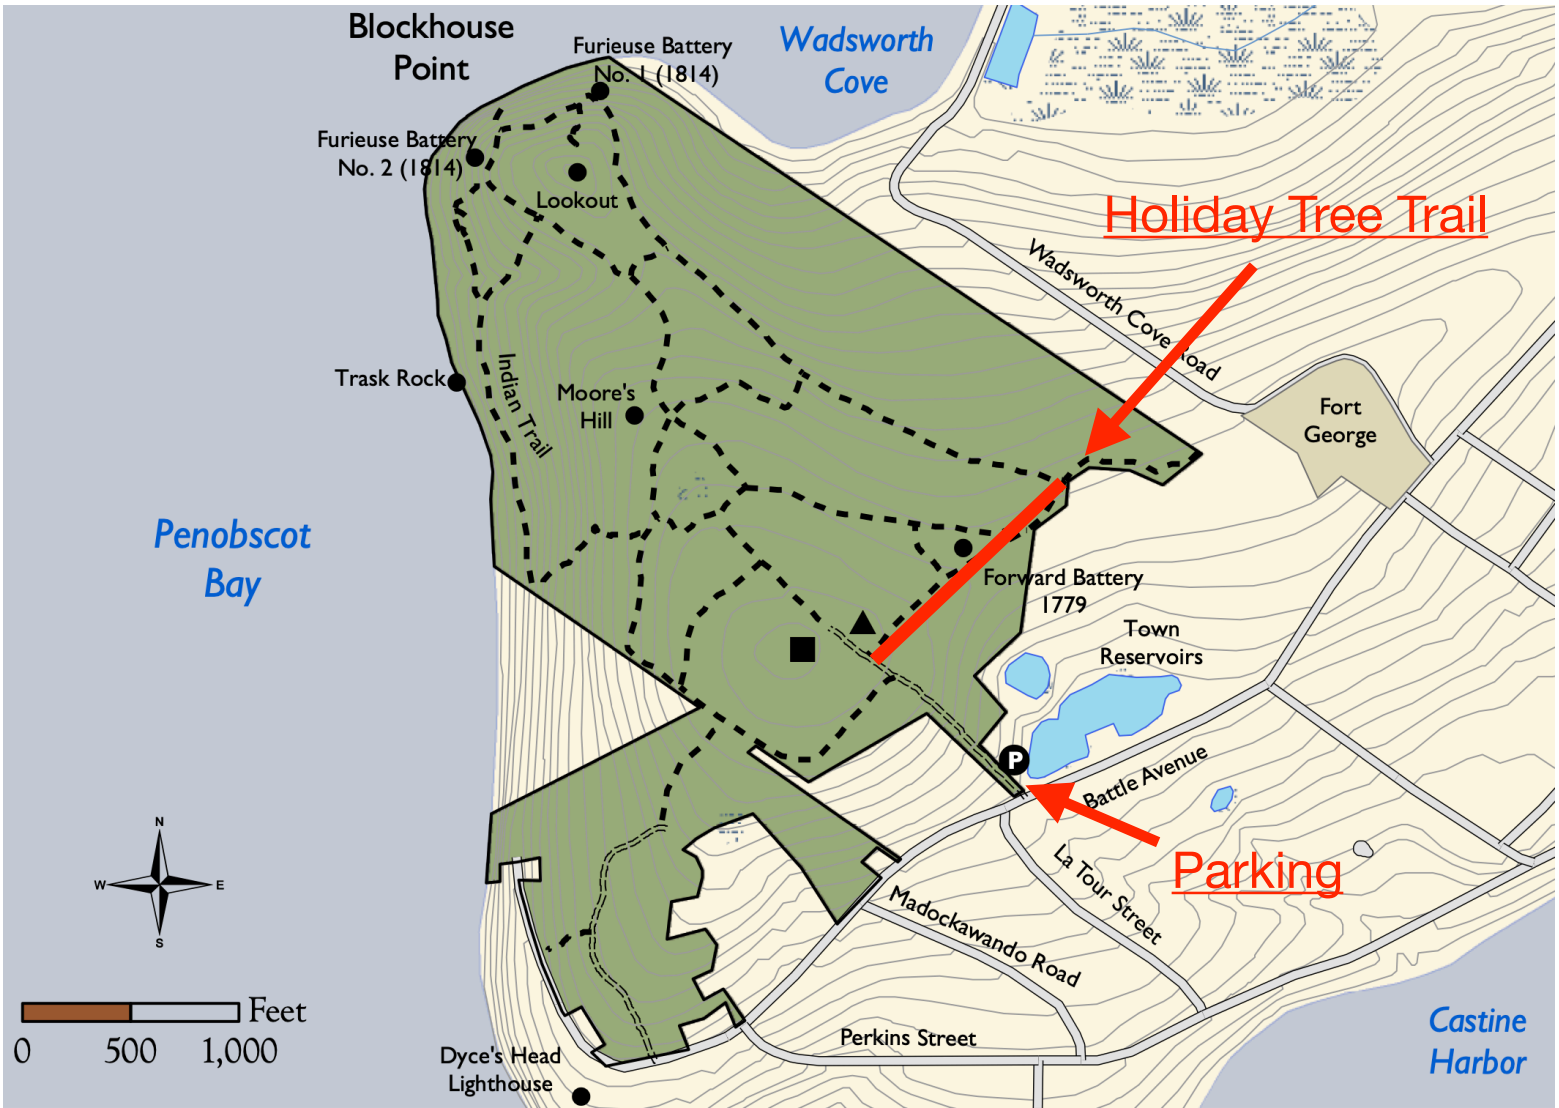 Blockhouse
Point
Furieuse Battery
No. 1 (1814)
Wadsworth
Cove
Furieuse Battery
No. 2 (1814)
Lookout
Holiday Tree Trail
Wadsworth Cove Road
Trask Rock
Indian Trail
Moore's
Hill
Fort
George
Penobscot
Bay
Forward Battery
1779
Town
Reservoirs
P
Battle Avenue
Parking
La Tour Street
Madockawando Road
N
W
E
S
Feet
0
500
1,000
Perkins Street
Castine
Harbor
Dyce's Head
Lighthouse